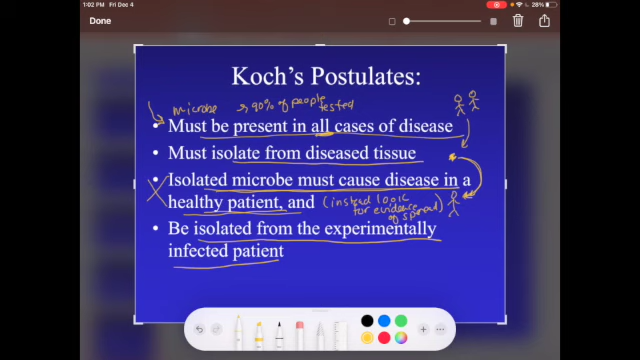 1:02 PM Fri Dec 4
28%
Done
Koch's Postulates:
microbe → 90% of people tested
• Must be present in all cases of disease
• Must isolate from diseased tissue
• Isolated microbe must cause disease in a
healthy patient, and (instead logic
for evidence
of spread)
• Be isolated from the experimentally
infected patient